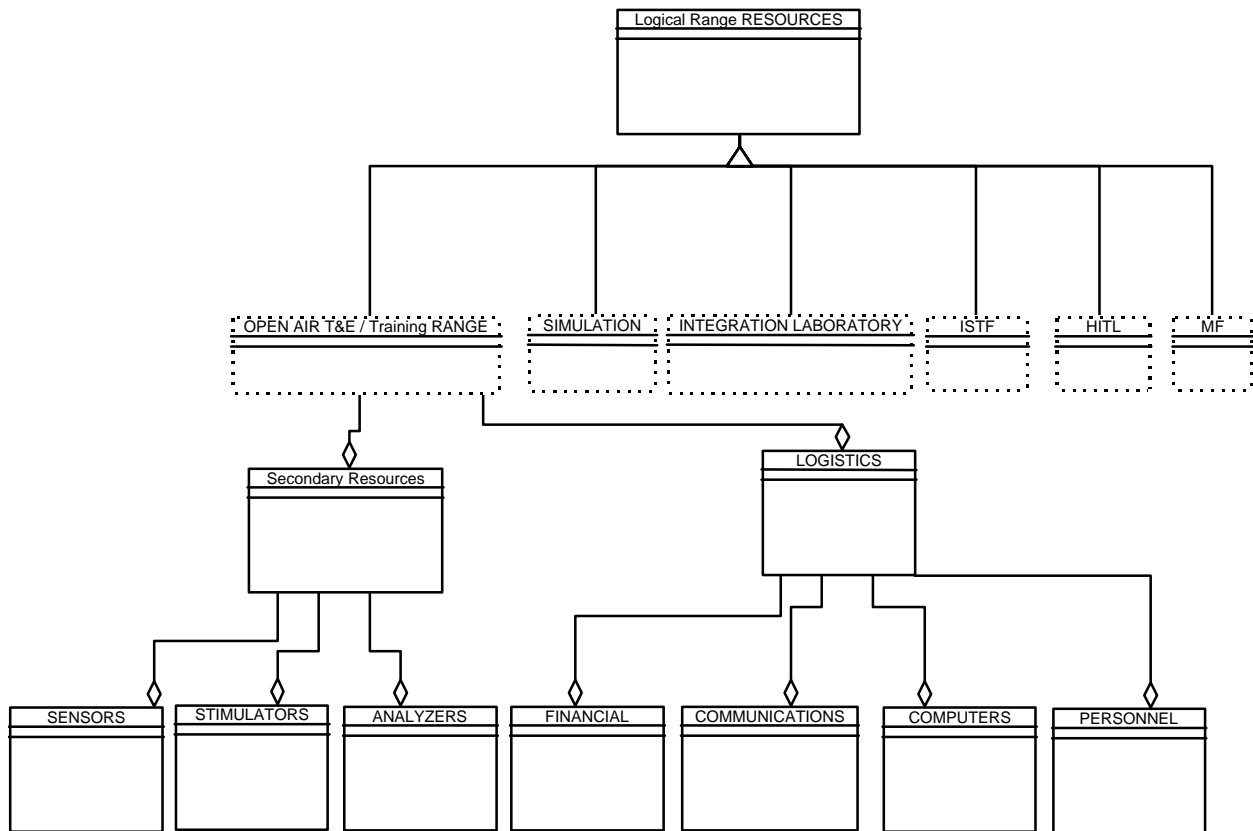 Logical Range RESOURCES
OPEN AIR T&E / Training RANGE
SIMULATION
INTEGRATION LABORATORY
ISTF
HITL
MF
Secondary Resources
LOGISTICS
SENSORS
STIMULATORS
ANALYZERS
FINANCIAL
COMMUNICATIONS
COMPUTERS
PERSONNEL